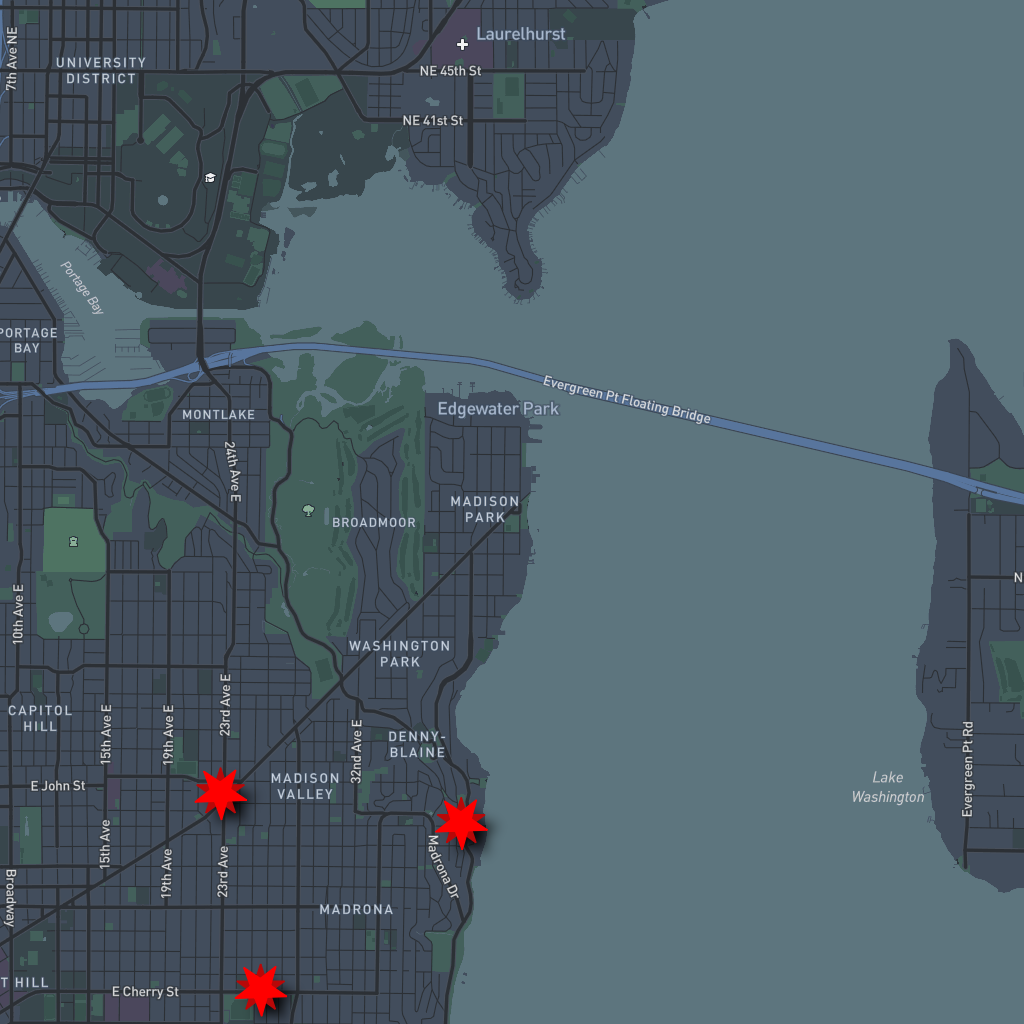 Laurelhurst
7th Ave NE
UNIVERSITY
DISTRICT
NE 45th St
NE 41st St
Portage Bay
PORTAGE
BAY
Evergreen Pt Floating Bridge
MONTLAKE
Edgewater Park
24th Ave E
MADISON
PARK
BROADMOOR
N
10th Ave E
WASHINGTON
PARK
23rd Ave E
CAPITOL
HILL
15th Ave E
19th Ave E
32nd Ave E
DENNY-
BLAINE
Evergreen Pt Rd
E John St
MADISON
VALLEY
Lake
Washington
15th Ave
19th Ave
23rd Ave
Madrona Dr
Broadway
MADRONA
T HILL
E Cherry St